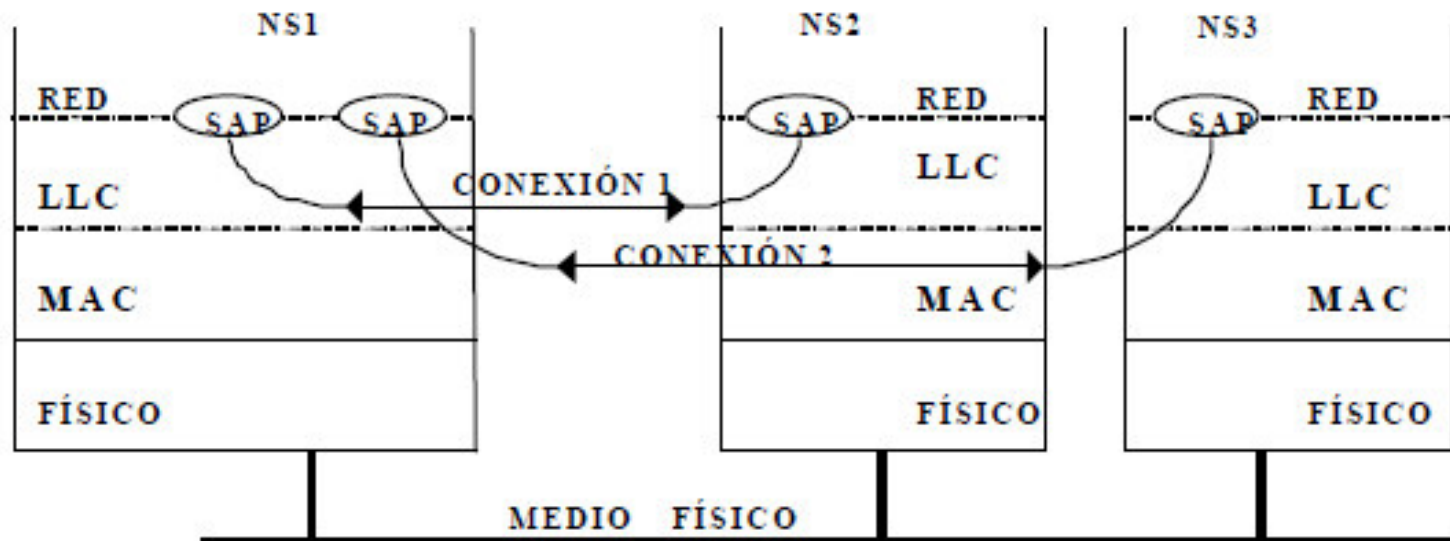 NS1 NS2 NS3
RED SAP SAP SAP RED SAP RED
LLC CONEXIÓN 1 LLC LLC
CONEXIÓN 2
MAC MAC MAC
FÍSICO FÍSICO FÍSICO
MEDIO FÍSICO